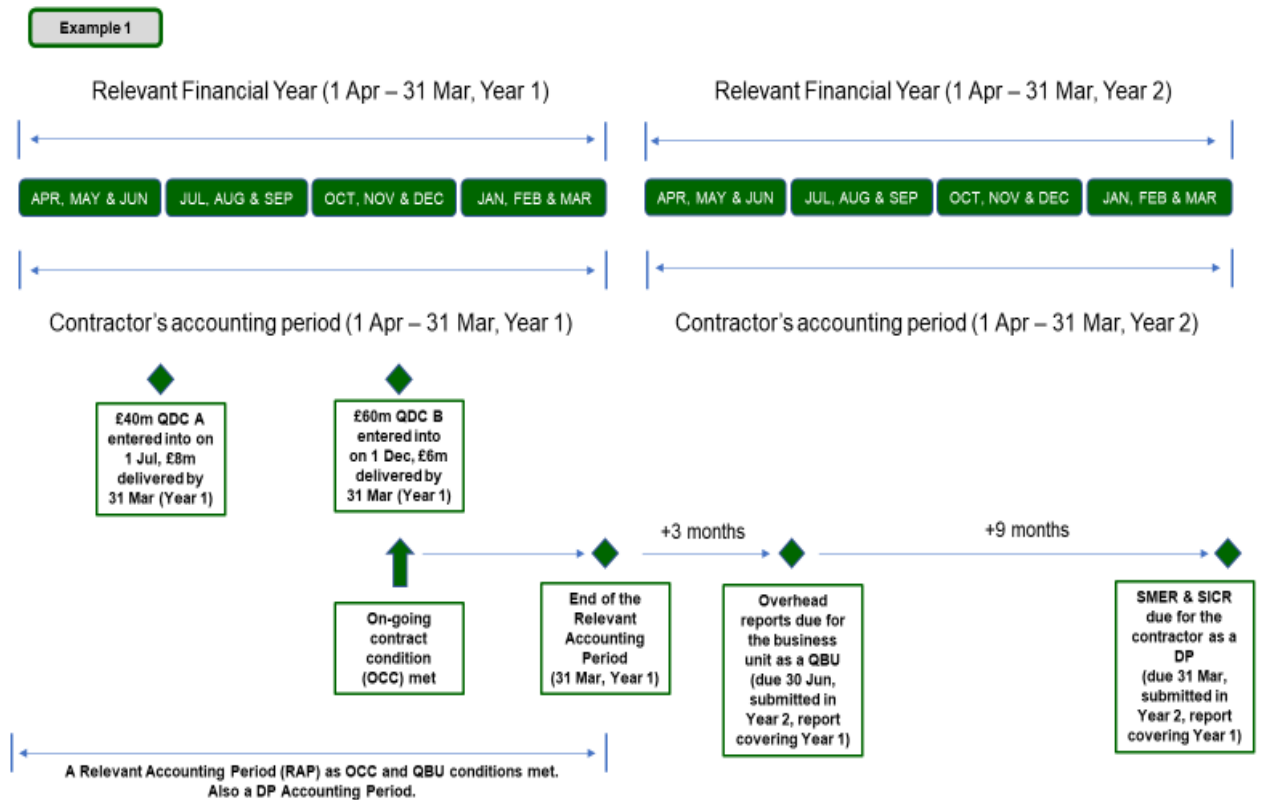 Example 1
Relevant Financial Year (1 Apr – 31 Mar, Year 1)
Relevant Financial Year (1 Apr – 31 Mar, Year 2)
APR, MAY & JUN
JUL, AUG & SEP
OCT, NOV & DEC
JAN, FEB & MAR
APR, MAY & JUN
JUL, AUG & SEP
OCT, NOV & DEC
JAN, FEB & MAR
Contractor's accounting period (1 Apr – 31 Mar, Year 1)
Contractor's accounting period (1 Apr – 31 Mar, Year 2)
£40m QDC A
entered into on
1 Jul, £8m
delivered by
31 Mar (Year 1)
£60m QDC B
entered into
on 1 Dec, £6m
delivered by
31 Mar (Year 1)
+3 months
+9 months
On-going
contract
condition
(OCC) met
End of the
Relevant
Accounting
Period
(31 Mar, Year 1)
Overhead
reports due for
the business
unit as a QBU
(due 30 Jun,
submitted in
Year 2, report
covering Year 1)
SMER & SICR
due for the
contractor as a
DP
(due 31 Mar,
submitted in
Year 2, report
covering Year 1)
A Relevant Accounting Period (RAP) as OCC and QBU conditions met.
Also a DP Accounting Period.